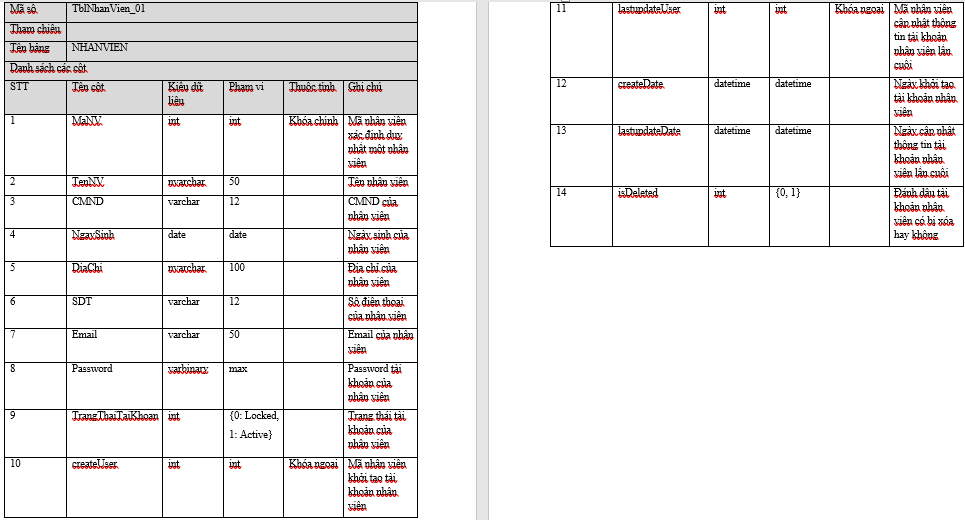 Mã số TblNhanVien_01
Tham chiếu
Tên bảng NHANVIEN
Danh sách các cột
STT Tên cột Kiểu dữ liệu Phạm vi Thuộc tính Ghi chú
1 MaNV int int Khóa chính Mã nhân viên xác định duy nhất một nhân viên
2 TenNV nvarchar 50 Tên nhân viên
3 CMND varchar 12 CMND của nhân viên
4 NgaySinh date date Ngày sinh của nhân viên
5 DiaChi nvarchar 100 Địa chỉ của nhân viên
6 SDT varchar 12 Số điện thoại của nhân viên
7 Email varchar 50 Email của nhân viên
8 Password varbinary max Password tài khoản của nhân viên
9 TrangThaiTaiKhoan int {0: Locked, 1: Active} Trạng thái tài khoản của nhân viên
10 createUser int int Khóa ngoại Mã nhân viên khởi tạo tài khoản nhân viên
11 lastupdateUser int int Khóa ngoại Mã nhân viên cập nhật thông tin tài khoản nhân viên lần cuối
12 createDate datetime datetime Ngày khởi tạo tài khoản nhân viên
13 lastupdateDate datetime datetime Ngày cập nhật thông tin tài khoản nhân viên lần cuối
14 isDeleted int {0, 1} Đánh dấu tài khoản nhân viên có bị xóa hay không